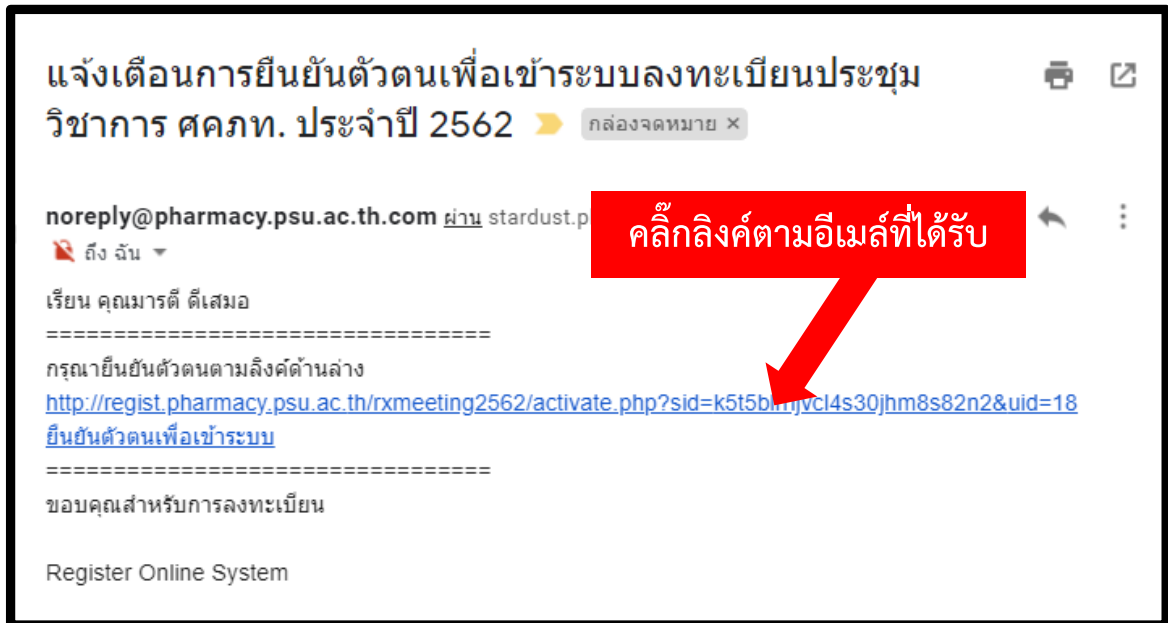 แจ้งเตือนการยืนยันตัวตนเพื่อเข้าระบบลงทะเบียนประชุม
วิชาการ ศคภท. ประจำปี 2562 กล่องจดหมาย ×
noreply@pharmacy.psu.ac.th.com ผ่าน stardust.p
คลิ๊กลิงค์ตามอีเมล์ที่ได้รับ
ถึง ฉัน
เรียน คุณมารตี ดีเสมอ
=================================
กรุณายืนยันตัวตนตามลิงค์ด้านล่าง
http://regist.pharmacy.psu.ac.th/rxmeeting2562/activate.php?sid=
ยืนยันตัวตนเพื่อเข้าระบบ
=================================
ขอบคุณสำหรับการลงทะเบียน
Register Online System